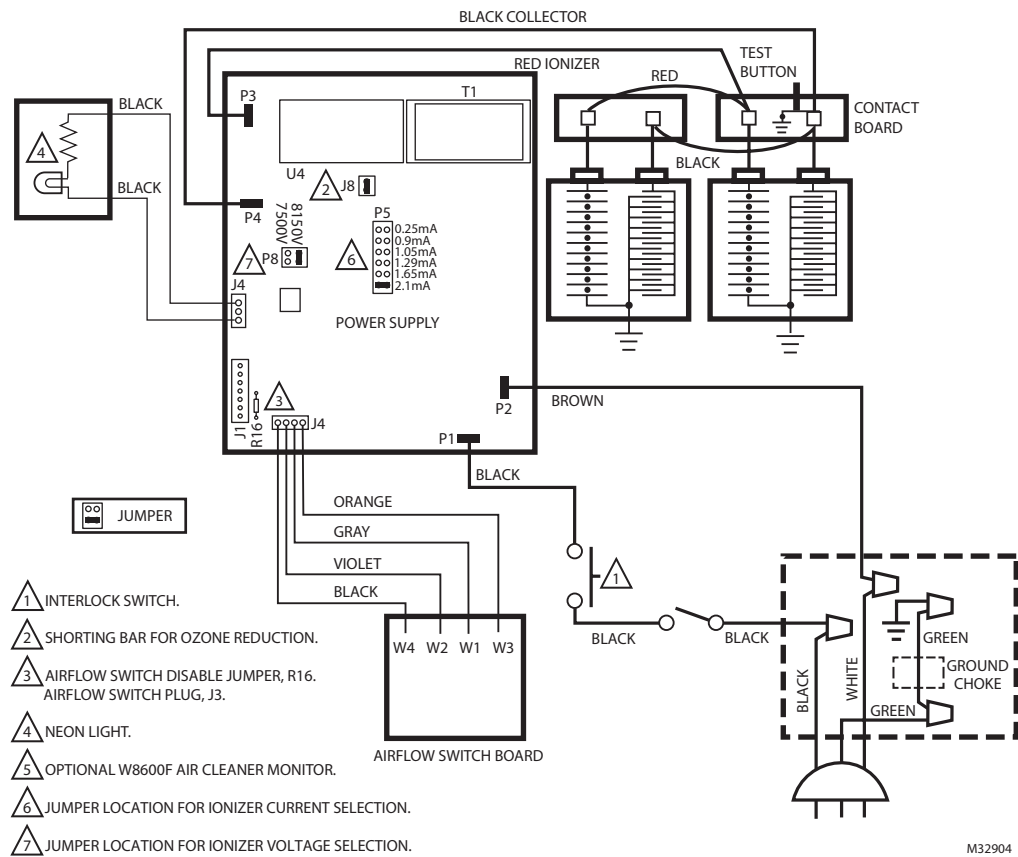 BLACK COLLECTOR
RED IONIZER
TEST
BUTTON
RED
CONTACT
BOARD
BLACK
BLACK
4
BLACK
P3
T1
U4
2
J8
P4
8150V
7500V
P5
0.25mA
0.9mA
1.05mA
1.29mA
1.65mA
2.1mA
7
P8
6
J4
POWER SUPPLY
3
J1
R16
J4
P2
BROWN
P1
BLACK
JUMPER
ORANGE
GRAY
VIOLET
BLACK
1
W4 W2 W1 W3
AIRFLOW SWITCH BOARD
BLACK
BLACK
GREEN
GROUND
CHOKE
BLACK
WHITE
GREEN
1 INTERLOCK SWITCH.
2 SHORTING BAR FOR OZONE REDUCTION.
3 AIRFLOW SWITCH DISABLE JUMPER, R16.
AIRFLOW SWITCH PLUG, J3.
4 NEON LIGHT.
5 OPTIONAL W8600F AIR CLEANER MONITOR.
6 JUMPER LOCATION FOR IONIZER CURRENT SELECTION.
7 JUMPER LOCATION FOR IONIZER VOLTAGE SELECTION.
M32904